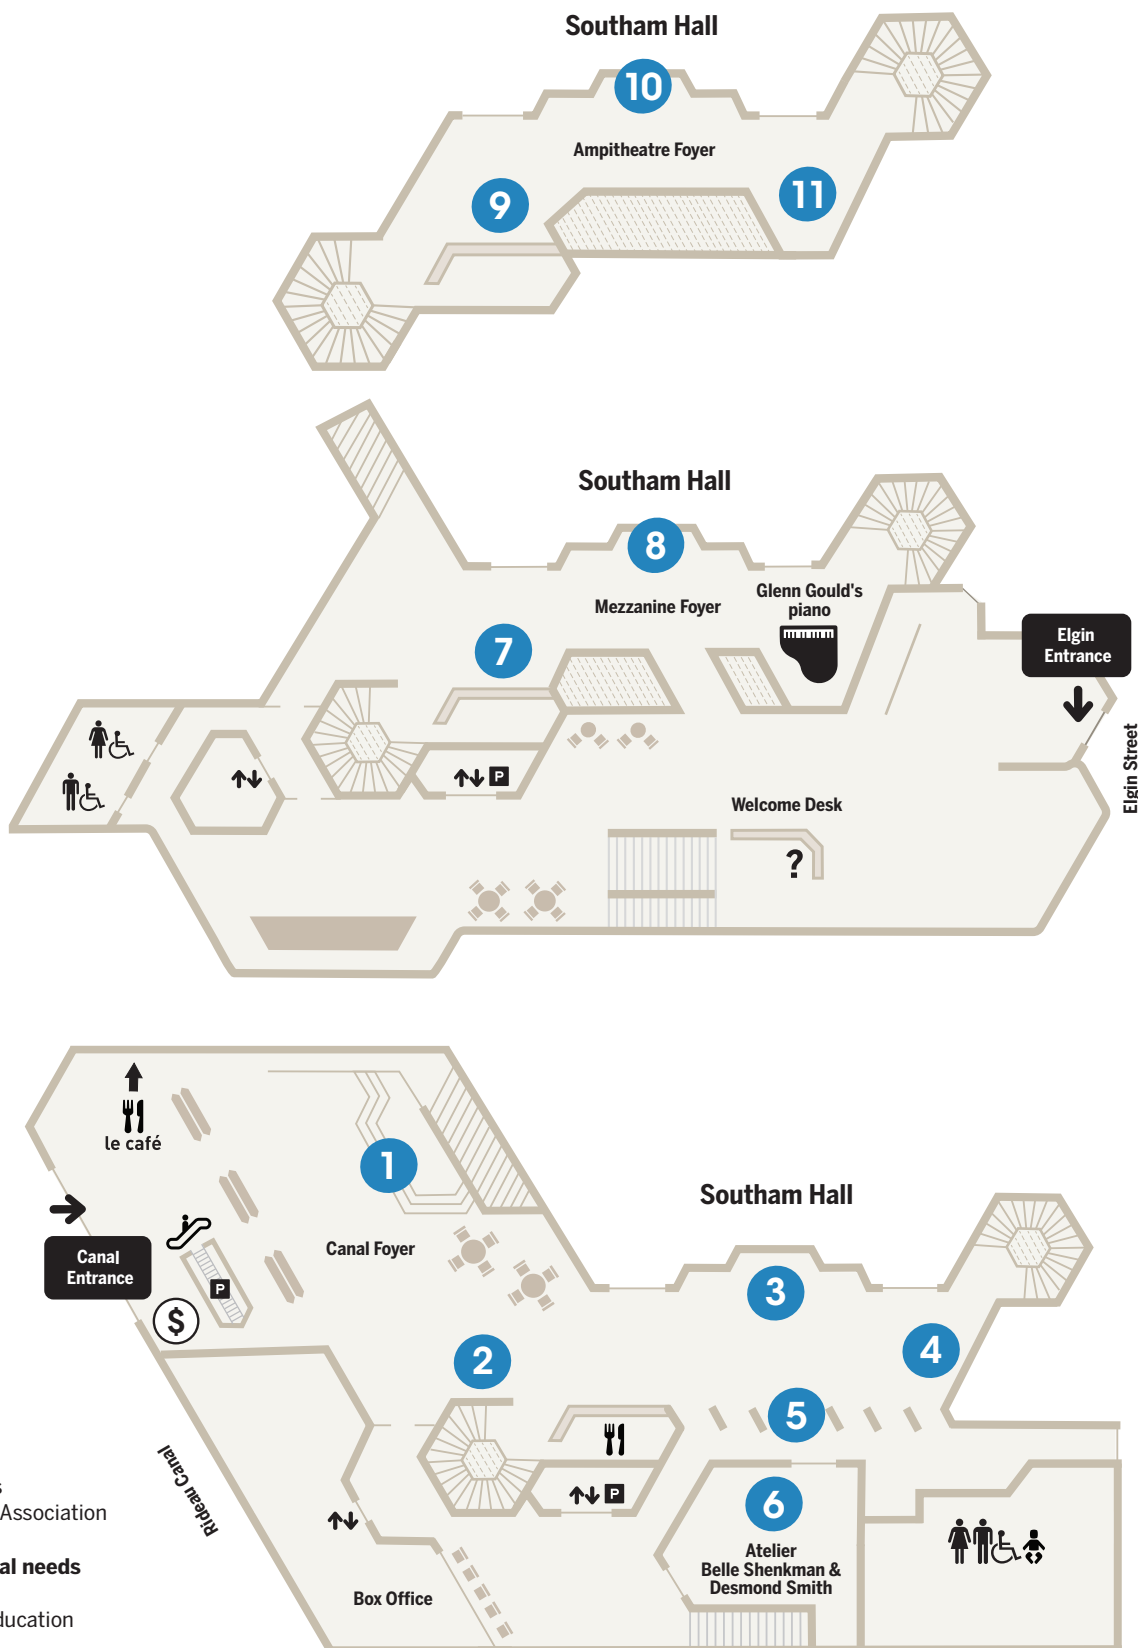 Southam Hall
10
Ampitheatre Foyer
11
9
Southam Hall
8
Glenn Gould's
piano
Mezzanine Foyer
Elgin
Entrance
7
Elgin Street
P
Welcome Desk
?
le café
1
Southam Hall
Canal Foyer
Canal
Entrance
P
3
$
4
2
5
Rideau Canal
P
6
Atelier
Belle Shenkman &
Desmond Smith
Box Office
s
Association
al needs
ducation